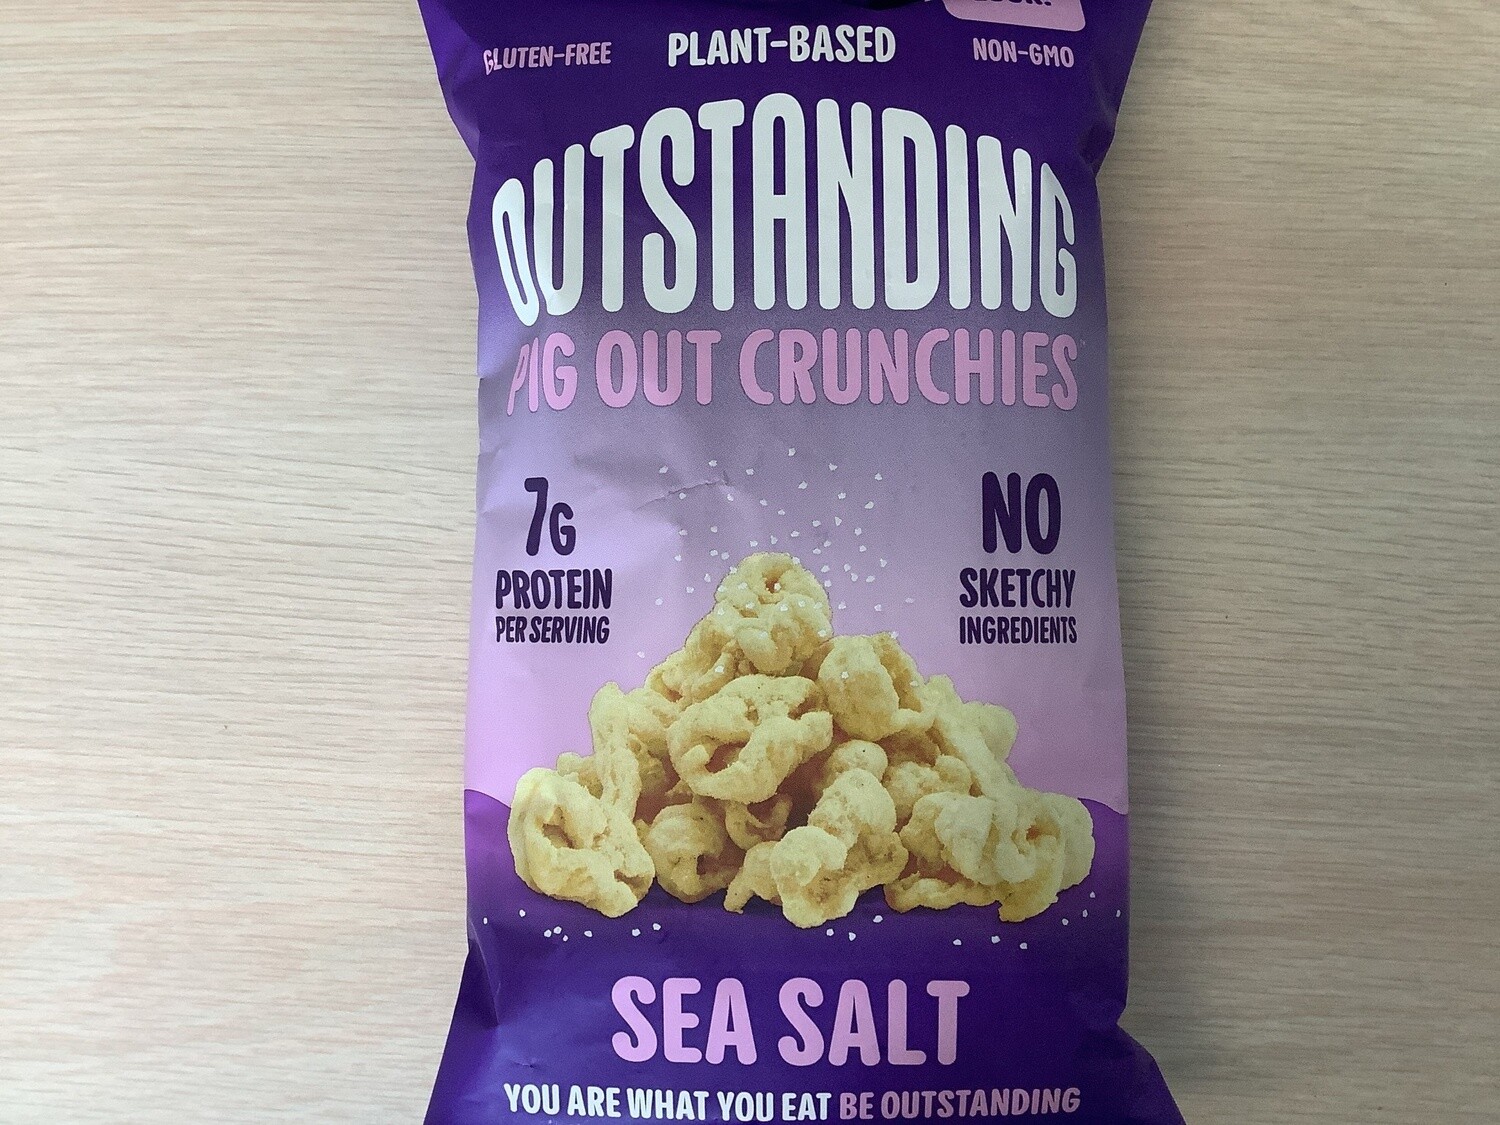 GLUTEN-FREE
PLANT-BASED
NON-GMO
OUTSTANDING
PIG OUT CRUNCHIES
7G
PROTEIN
PER SERVING
NO
SKETCHY
INGREDIENTS
SEA SALT
YOU ARE WHAT YOU EAT BE OUTSTANDING